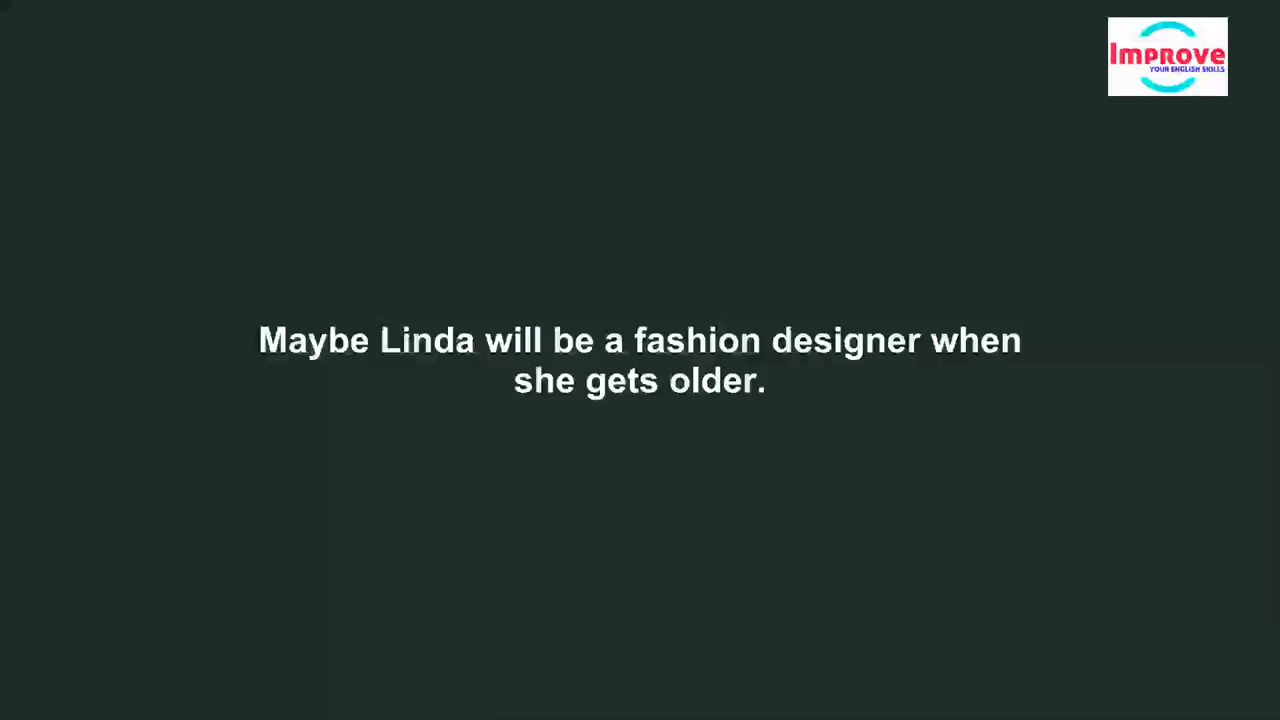 Improve
YOUR ENGLISH SKILLS
Maybe Linda will be a fashion designer when
she gets older.